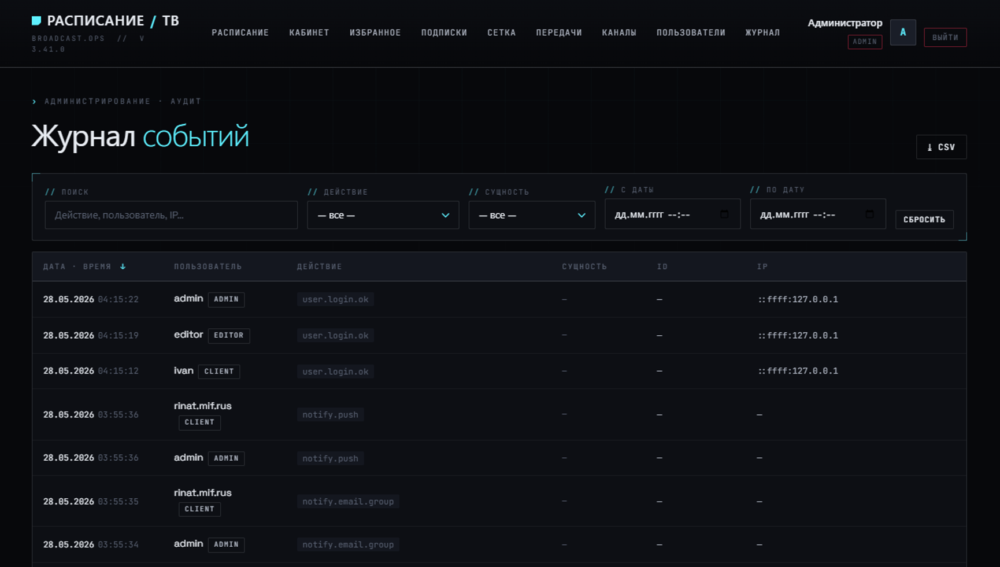 РАСПИСАНИЕ / ТВ
BROADCAST.OPS // V
3.41.0
РАСПИСАНИЕ КАБИНЕТ ИЗБРАННОЕ ПОДПИСКИ СЕТКА ПЕРЕДАЧИ КАНАЛЫ ПОЛЬЗОВАТЕЛИ ЖУРНАЛ
Администратор
ADMIN
A
ВЫЙТИ
› АДМИНИСТРИРОВАНИЕ · АУДИТ
Журнал событий
⤓ CSV
// ПОИСК
Действие, пользователь, IP...
// ДЕЙСТВИЕ
— все —
// СУЩНОСТЬ
— все —
// С ДАТЫ
дд.мм.гггг --:--
// ПО ДАТУ
дд.мм.гггг --:--
СБРОСИТЬ
ДАТА · ВРЕМЯ ↓ ПОЛЬЗОВАТЕЛЬ ДЕЙСТВИЕ СУЩНОСТЬ ID IP
28.05.2026 04:15:22 admin ADMIN user.login.ok — — ::ffff:127.0.0.1
28.05.2026 04:15:19 editor EDITOR user.login.ok — — ::ffff:127.0.0.1
28.05.2026 04:15:12 ivan CLIENT user.login.ok — — ::ffff:127.0.0.1
28.05.2026 03:55:36 rinat.mif.rus CLIENT notify.push — — —
28.05.2026 03:55:36 admin ADMIN notify.push — — —
28.05.2026 03:55:35 rinat.mif.rus CLIENT notify.email.group — — —
28.05.2026 03:55:34 admin ADMIN notify.email.group — — —